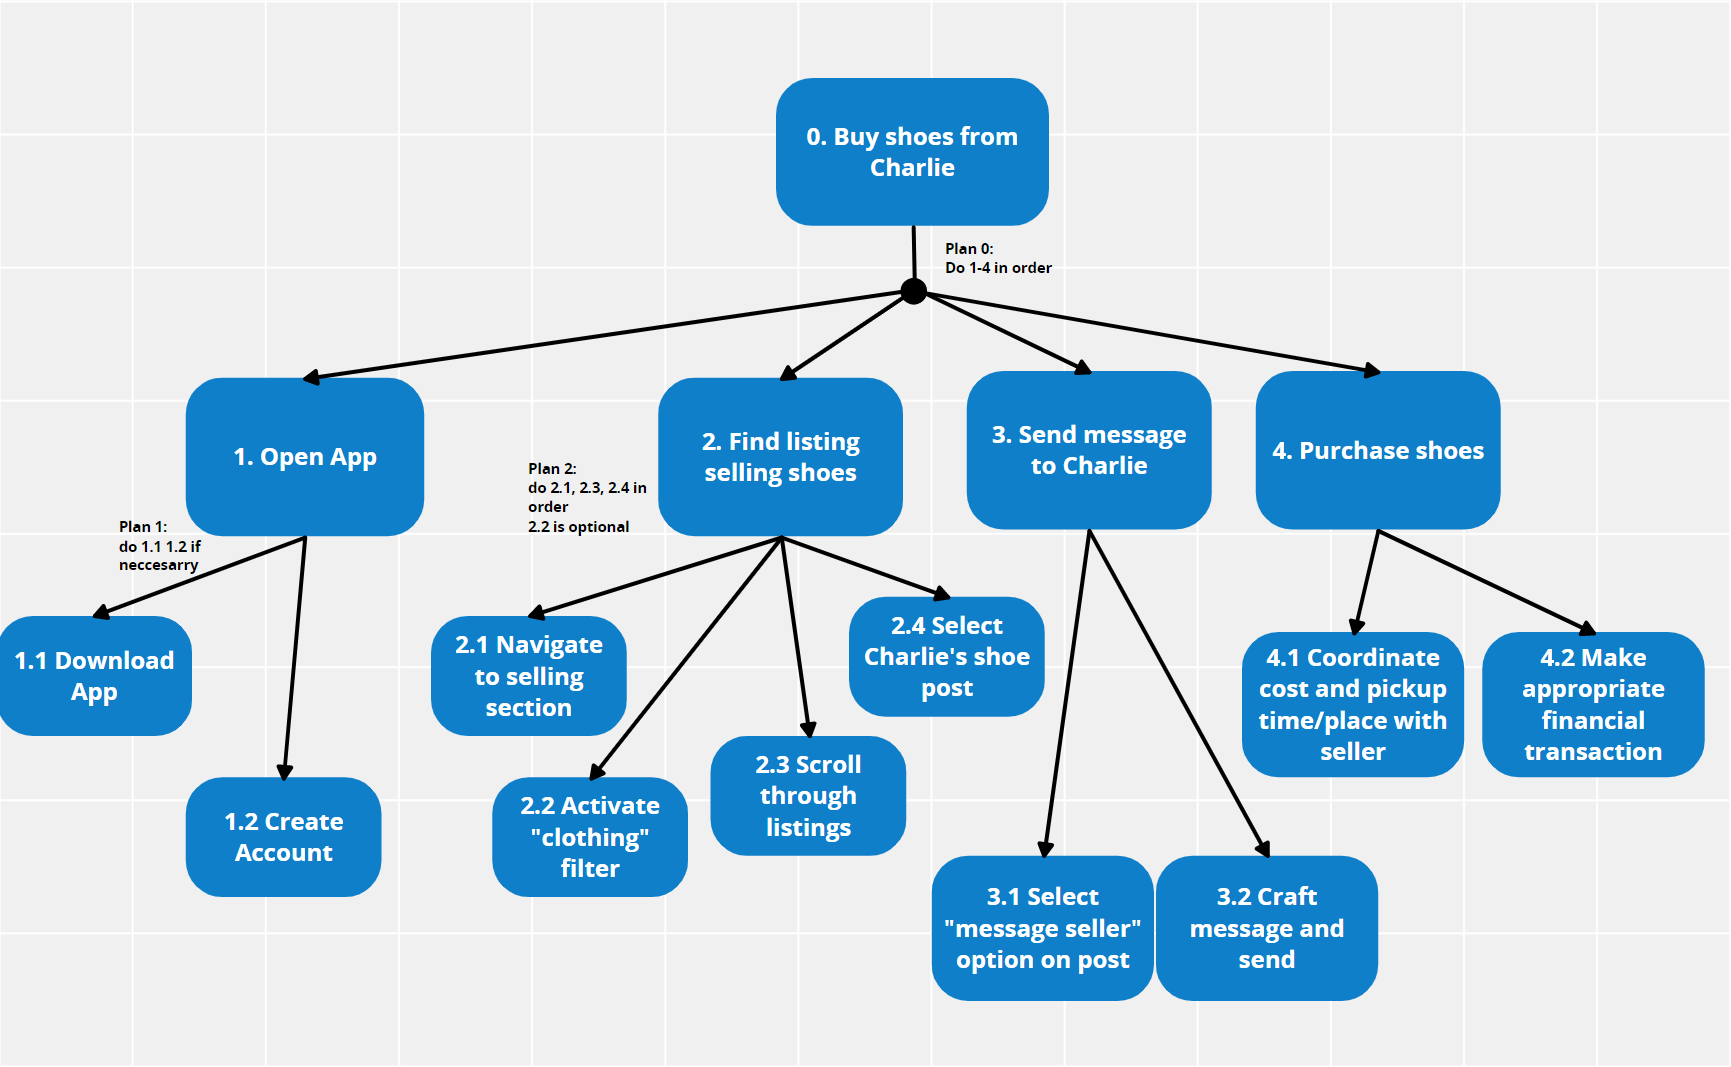 0. Buy shoes from
Charlie
Plan 0:
Do 1-4 in order
1. Open App
2. Find listing
selling shoes
3. Send message
to Charlie
4. Purchase shoes
Plan 1:
do 1.1 1.2 if
neccesarry
Plan 2:
do 2.1, 2.3, 2.4 in
order
2.2 is optional
1.1 Download
App
1.2 Create
Account
2.1 Navigate
to selling
section
2.2 Activate
"clothing"
filter
2.3 Scroll
through
listings
2.4 Select
Charlie's shoe
post
3.1 Select
"message seller"
option on post
3.2 Craft
message and
send
4.1 Coordinate
cost and pickup
time/place with
seller
4.2 Make
appropriate
financial
transaction